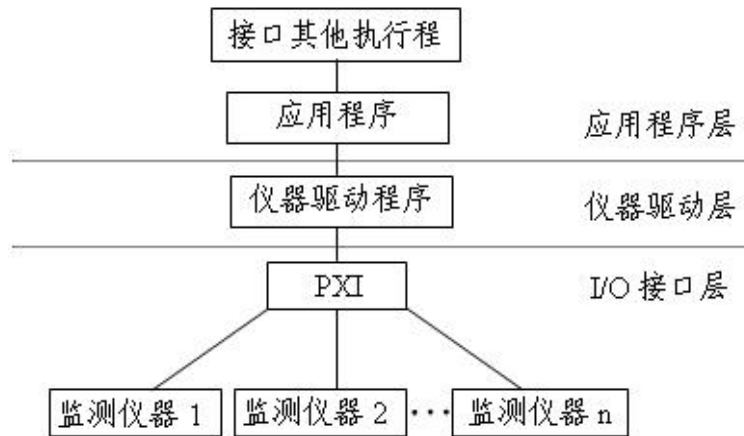 接口其他执行程
应用程序
应用程序层
仪器驱动程序
仪器驱动层
PXI
I/O 接口层
监测仪器 1
监测仪器 2
···
监测仪器 n